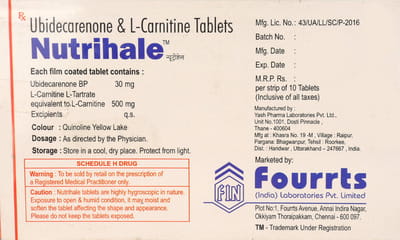 Rx
Ubidecarenone & L-Carnitine Tablets
Nutrihale™
न्यूट्रीहेल
Each film coated tablet contains :
Ubidecarenone BP 30 mg
L-Carnitine L-Tartrate
equivalent to L-Carnitine 500 mg
Excipients q.s.
Colour : Quinoline Yellow Lake
Dosage : As directed by the Physician.
Storage : Store in a cool, dry place. Protect from light.
SCHEDULE H DRUG
Warning : To be sold by retail on the prescription of
a Registered Medical Practitioner only.
Caution : Nutrihale tablets are highly hygroscopic in nature.
Exposure to open & humid condition, it may moist and
soften the tablet affecting the shape and appearance.
Please do not keep the tablets exposed.
Mfg. Lic. No. : 43/UA/LL/SC/P-2016
Batch No. :
Mfg. Date :
Exp. Date :
M.R.P. Rs. :
per strip of 10 Tablets
(Inclusive of all taxes)
Manufactured by :
Yash Pharma Laboratories Pvt. Ltd.,
Unit No.1001, Dosti Pinnacle ,
Thane - 400604
Mfg at : Khasra No. 19 -M , Village : Raipur,
Pargana: Bhagwanpur, Tehsil : Roorkee,
Dist.: Haridwar , Uttarakhand - 247667 , India.
Marketed by:
FIN
Fourrts
(India) Laboratories Pvt. Limited
Plot No:1, Fourrts Avenue, Annai Indira Nagar,
Okkiyam Thoraipakkam, Chennai - 600 097.
TM - Trademark Under Registration